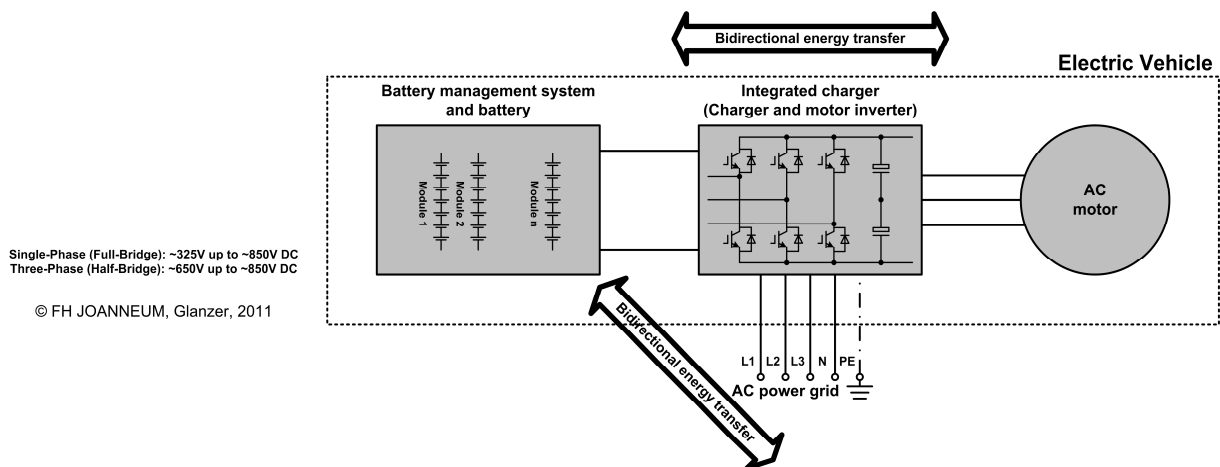 Bidirectional energy transfer
Electric Vehicle
Battery management system
and battery
Integrated charger
(Charger and motor inverter)
Module 1
Module 2
Module n
AC
motor
Single-Phase (Full-Bridge): ~325V up to ~850V DC
Three-Phase (Half-Bridge): ~650V up to ~850V DC
© FH JOANNEUM, Glanzer, 2011
Bidirectional energy transfer
L1 L2 L3 N PE
AC power grid